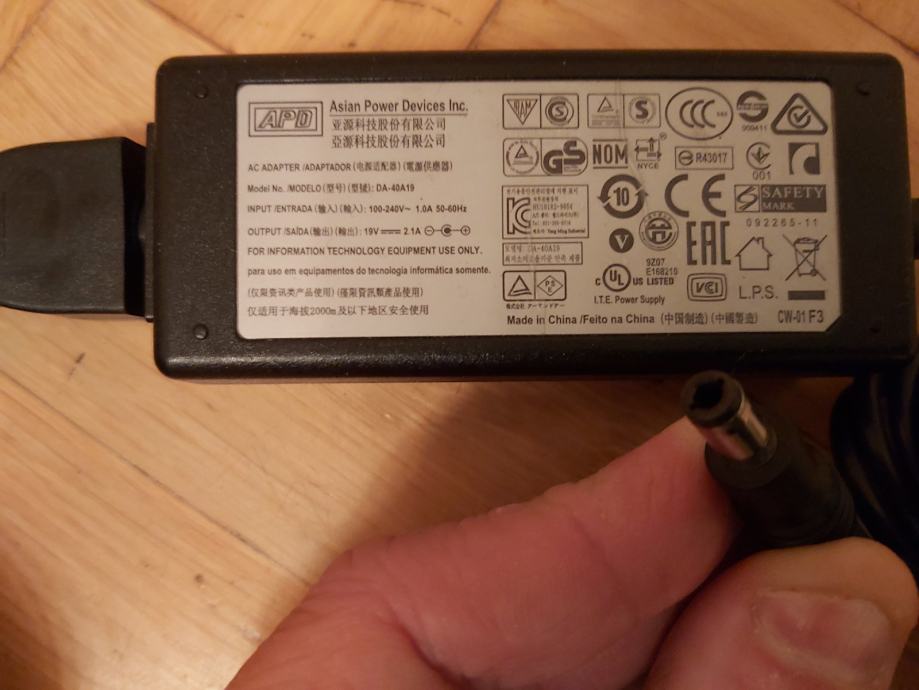 APD
Asian Power Devices Inc.
亚源科技股份有限公司
亞源科技股份有限公司
AC ADAPTER /ADAPTADOR (电源适配器) (電源供應器)
Model No. /MODELO (型号) (型號): DA-40A19
INPUT /ENTRADA (输入) (輸入): 100-240V~ 1.0A 50-60Hz
OUTPUT /SAÍDA (输出) (輸出): 19V 2.1A
FOR INFORMATION TECHNOLOGY EQUIPMENT USE ONLY.
para uso em equipamentos do tecnologia informática somente.
(仅限资讯类产品使用) (僅限資訊類產品使用)
仅适用于海拔2000m及以下地区安全使用
S
S
CCC
S&E
GS
NOM
NYCE
R43017
001
KC
DA-40A19
10
CE
SAFETY
MARK
092265-11
V
9Z07
E168210
EAC
C UL US LISTED
I.T.E. Power Supply
PS
E
VCI
L.P.S.
Made in China /Feito na China (中国制造) (中國製造)
CW-01 F3